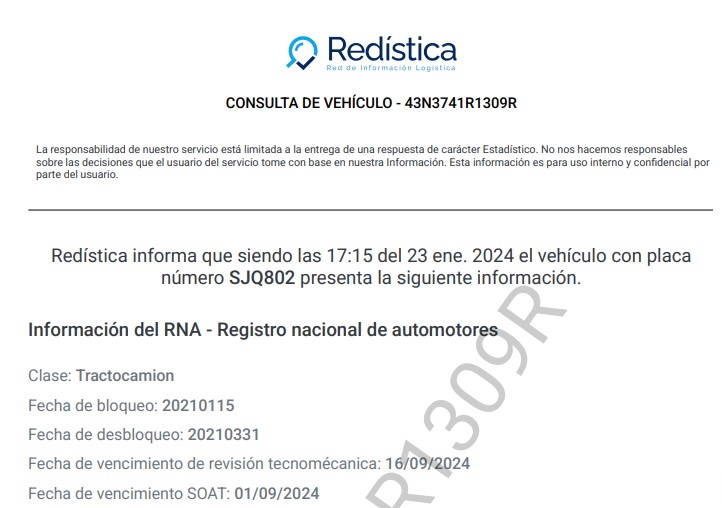 Redística
Red de Información Logística
CONSULTA DE VEHÍCULO - 43N3741R1309R
La responsabilidad de nuestro servicio está limitada a la entrega de una respuesta de carácter Estadístico. No nos hacemos responsables
sobre las decisiones que el usuario del servicio tome con base en nuestra Información. Esta información es para uso interno y confidencial por
parte del usuario.
Redística informa que siendo las 17:15 del 23 ene. 2024 el vehículo con placa
número SJQ802 presenta la siguiente información.
Información del RNA - Registro nacional de automotores
Clase: Tractocamion
Fecha de bloqueo: 20210115
Fecha de desbloqueo: 20210331
Fecha de vencimiento de revisión tecnomécanica: 16/09/2024
Fecha de vencimiento SOAT: 01/09/2024
R1309R